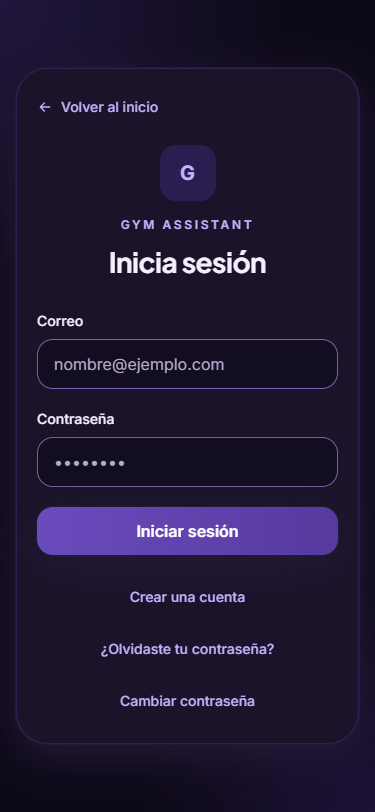 ← Volver al inicio
G
GYM ASSISTANT
Inicia sesión
Correo
nombre@ejemplo.com
Contraseña
••••••••
Iniciar sesión
Crear una cuenta
¿Olvidaste tu contraseña?
Cambiar contraseña